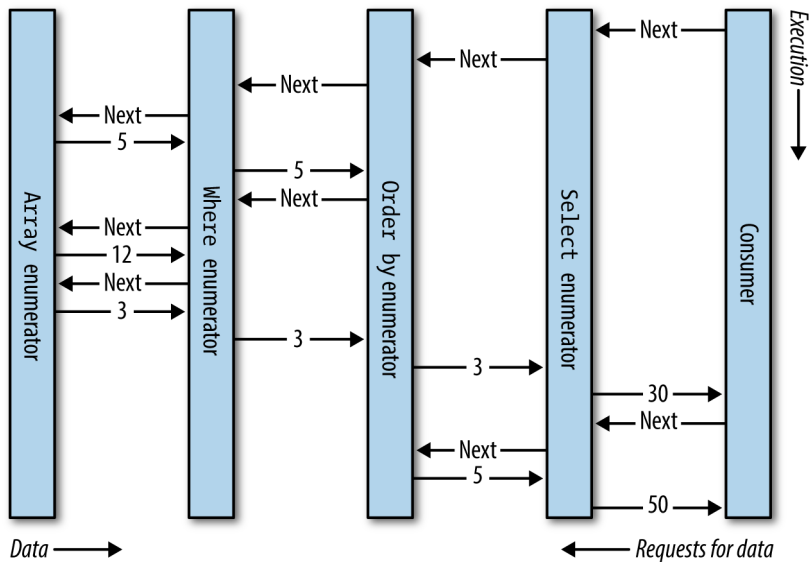 Next
Execution
Next
Next
Next
5
5
Next
Array enumerator
Where enumerator
Order by enumerator
Select enumerator
Consumer
Next
12
Next
3
3
3
30
Next
Next
5
50
Data
Requests for data